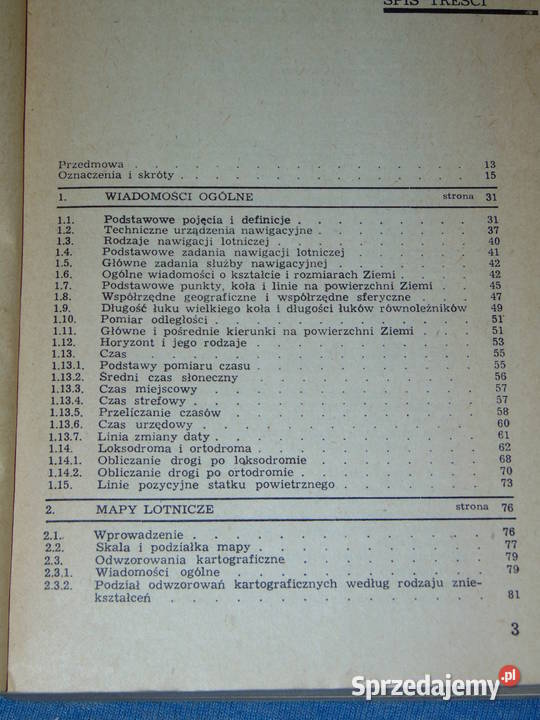 SPIS TREŚCI
Przedmowa . . . . . . . . . . . . . 13
Oznaczenia i skróty . . . . . . . . . . . 15
1. WIADOMOŚCI OGÓLNE strona 31
1.1. Podstawowe pojęcia i definicje . . . . . . . 31
1.2. Techniczne urządzenia nawigacyjne . . . . . . 37
1.3. Rodzaje nawigacji lotniczej . . . . . . . . 40
1.4. Podstawowe zadania nawigacji lotniczej . . . . . 41
1.5. Główne zadania służby nawigacyjnej . . . . . . 42
1.6. Ogólne wiadomości o kształcie i rozmiarach Ziemi . . . 42
1.7. Podstawowe punkty, koła i linie na powierzchni Ziemi . . 45
1.8. Współrzędne geograficzne i współrzędne sferyczne . . . 47
1.9. Długość łuku wielkiego koła i długości łuków równoleżników 49
1.10. Pomiar odległości . . . . . . . . . . 51
1.11. Główne i pośrednie kierunki na powierzchni Ziemi . . . 51
1.12. Horyzont i jego rodzaje . . . . . . . . . 53
1.13. Czas . . . . . . . . . . . . . 55
1.13.1. Podstawy pomiaru czasu . . . . . . . . . 55
1.13.2. Średni czas słoneczny . . . . . . . . . 56
1.13.3. Czas miejscowy . . . . . . . . . . . 57
1.13.4. Czas strefowy . . . . . . . . . . . 57
1.13.5. Przeliczanie czasów . . . . . . . . . . 58
1.13.6. Czas urzędowy . . . . . . . . . . . 60
1.13.7. Linia zmiany daty . . . . . . . . . . 61
1.14. Loksodroma i ortodroma . . . . . . . . . 62
1.14.1. Obliczanie drogi po loksodromie . . . . . . . 68
1.14.2. Obliczanie drogi po ortodromie . . . . . . . 70
1.15. Linie pozycyjne statku powietrznego . . . . . . 73
2. MAPY LOTNICZE strona 76
2.1. Wprowadzenie . . . . . . . . . . . 76
2.2. Skala i podziałka mapy . . . . . . . . . 77
2.3. Odwzorowania kartograficzne . . . . . . . . 79
2.3.1. Wiadomości ogólne . . . . . . . . . . 79
2.3.2. Podział odwzorowań kartograficznych według rodzaju znie-
kształceń . . . . . . . . . . . . 81
3
Sprzedajemy.pl